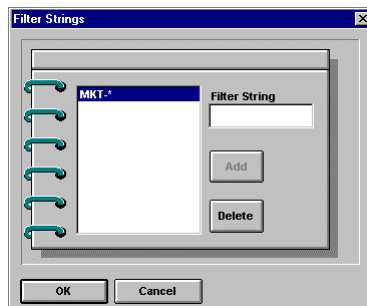 Filter Strings
MKT-*
Filter String
Add
Delete
OK
Cancel